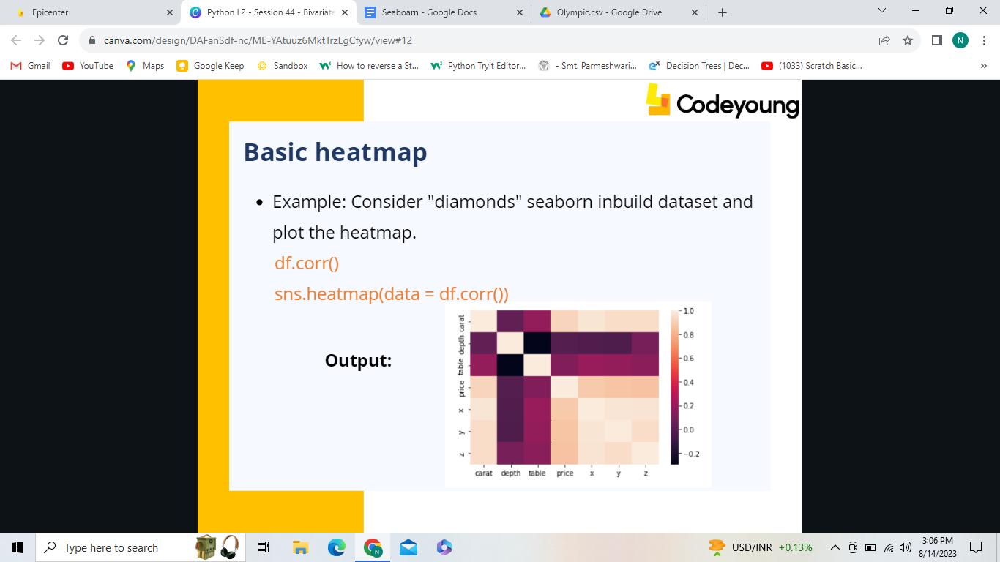 Epicenter
Python L2 - Session 44 - Bivariate
Seaboarn - Google Docs
Olympic.csv - Google Drive
canva.com/design/DAFanSdf-nc/ME-YAtuuz6MktTrzEgCfyw/view#12
N
Gmail
YouTube
Maps
Google Keep
Sandbox
How to reverse a St...
Python Tryit Editor...
- Smt. Parmeshwari...
Decision Trees | Dec...
(1033) Scratch Basic...
»
Codeyoung
Basic heatmap
• Example: Consider "diamonds" seaborn inbuild dataset and
plot the heatmap.
df.corr()
sns.heatmap(data = df.corr())
Output:
carat
depth
table
price
x
y
z
carat depth table price x y z
1.0
0.8
0.6
0.4
0.2
0.0
−0.2
Type here to search
USD/INR +0.13%
3:06 PM
8/14/2023